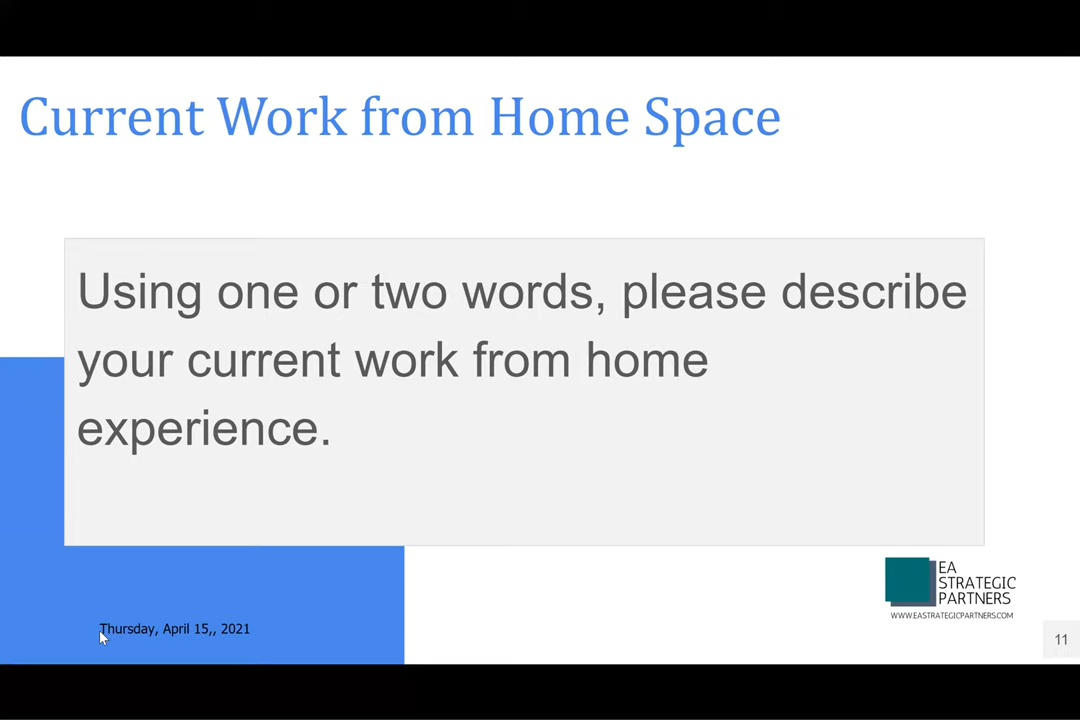 Current Work from Home Space
Using one or two words, please describe
your current work from home
experience.
EA
STRATEGIC
PARTNERS
WWW.EASTRATEGICPARTNERS.COM
Thursday, April 15,, 2021
11